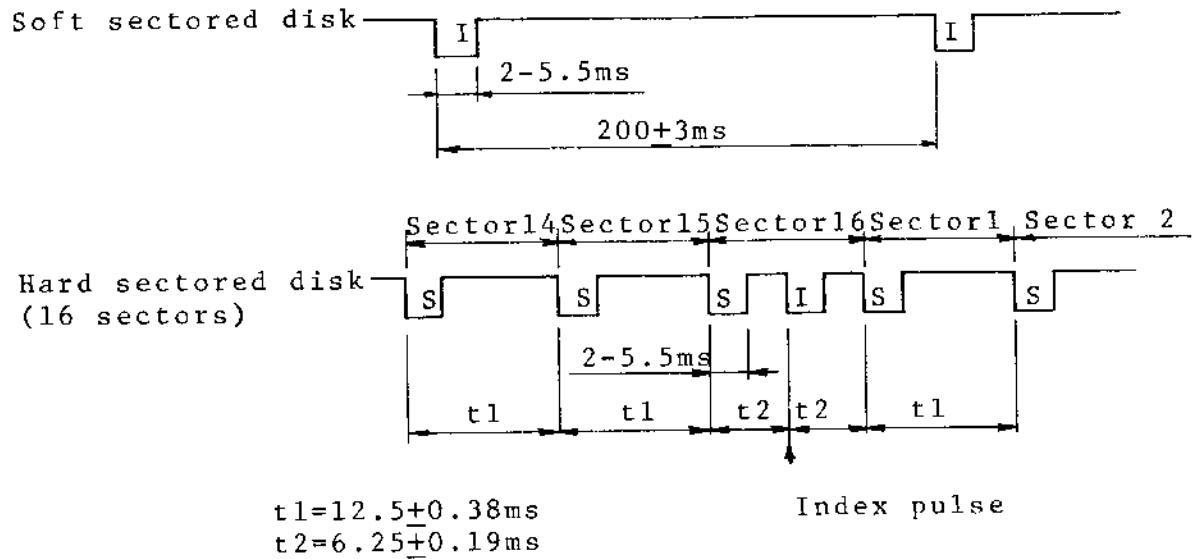 Soft sectored disk
I
I
2-5.5ms
200±3ms
Sector14 Sector15 Sector16 Sector1 Sector 2
Hard sectored disk
(16 sectors)
S
S
S
I
S
S
2-5.5ms
t1
t1
t2
t2
t1
t1=12.5±0.38ms
t2=6.25±0.19ms
Index pulse